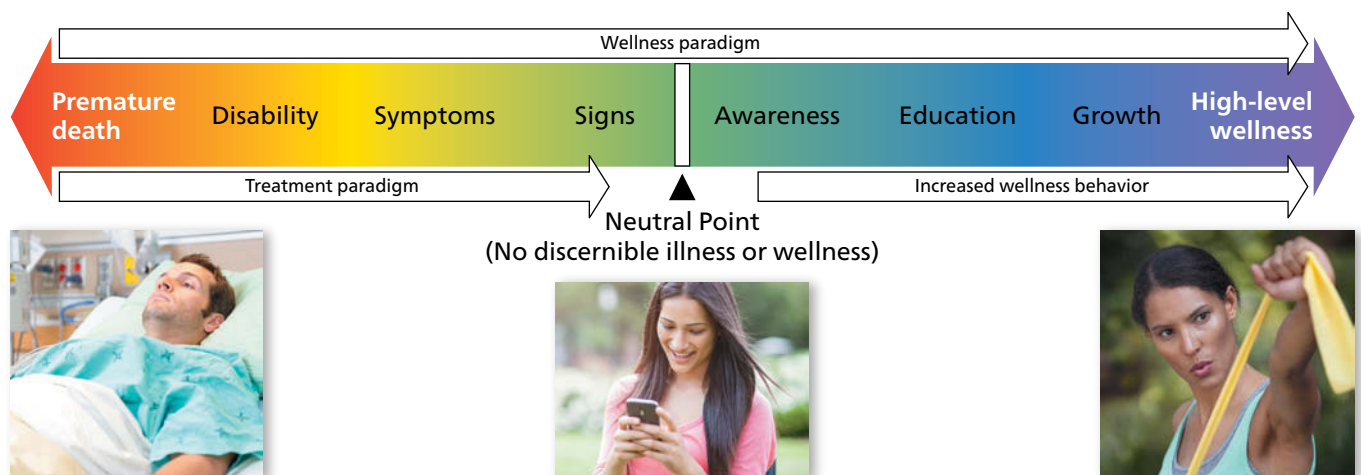 Wellness paradigm
Premature
death
Disability
Symptoms
Signs
Awareness
Education
Growth
High-level
wellness
Treatment paradigm
Increased wellness behavior
Neutral Point
(No discernible illness or wellness)